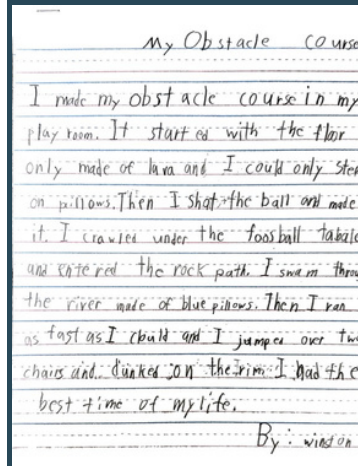 My Obstacle course
I made my obstacle course in my
play room. It started with the floor
only made of lava and I could only step
on pillows. Then I shot the ball and made
it. I crawled under the foosball tabale
and entered the rock path. I swam throu
the river made of blue pillows. Then I ran
as fast as I could and I jumped over two
chairs and dunked on the rim. I had the
best time of my life.
By: winston